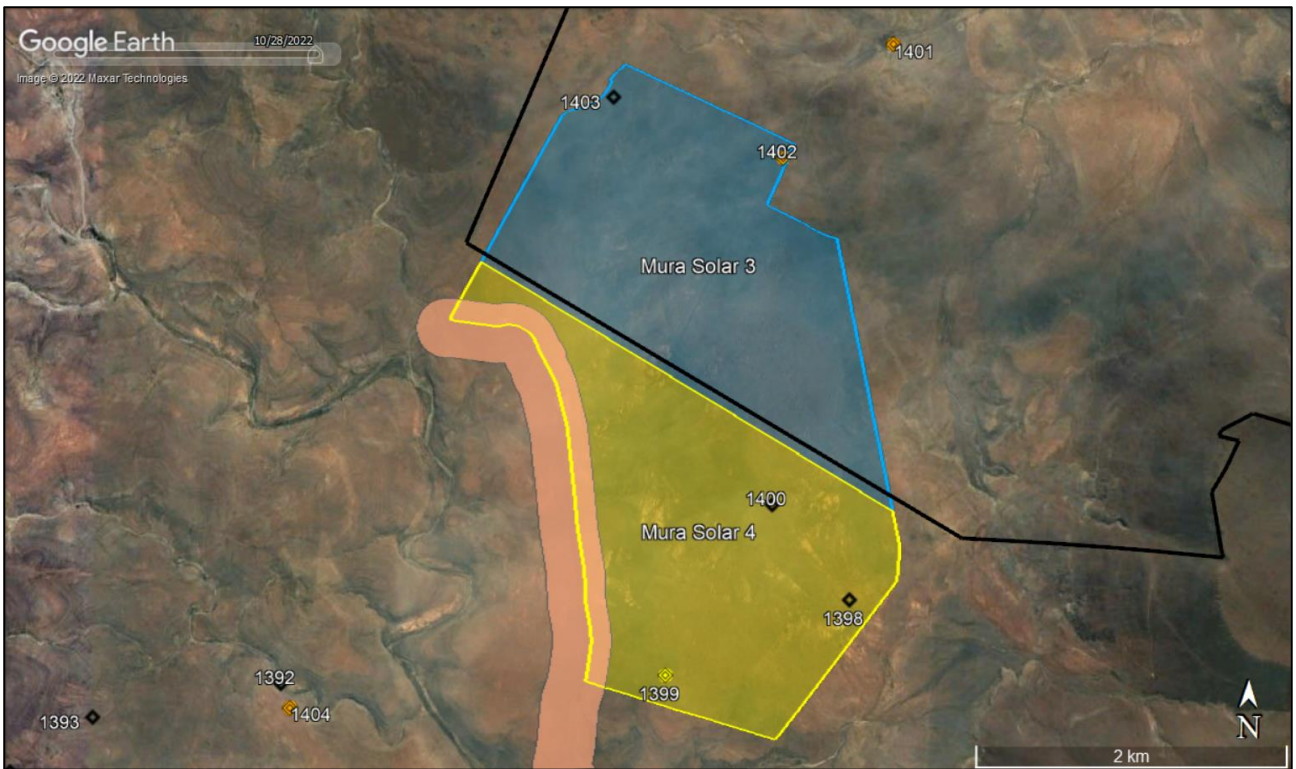 Google Earth
10/28/2022
Image © 2022 Maxar Technologies
1401
1403
1402
Mura Solar 3
1400
Mura Solar 4
1398
1392
1399
1404
1393
N
2 km